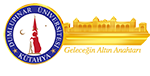 DUMLUPINAR ÜNİVERSİTESİ
KÜTAHYA
Geleceğin Altın Anahtarı